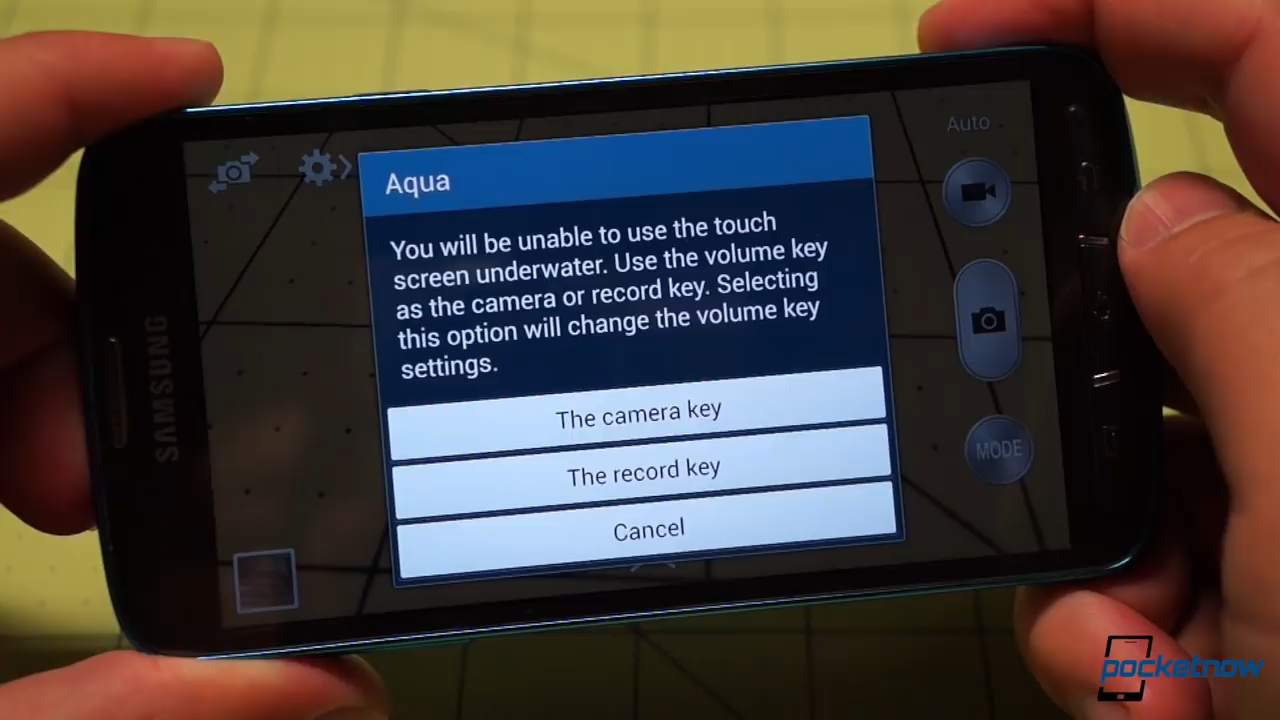 Auto
Aqua
You will be unable to use the touch
screen underwater. Use the volume key
as the camera or record key. Selecting
this option will change the volume key
settings.
The camera key
The record key
Cancel
MODE
SAMSUNG
pocketnow